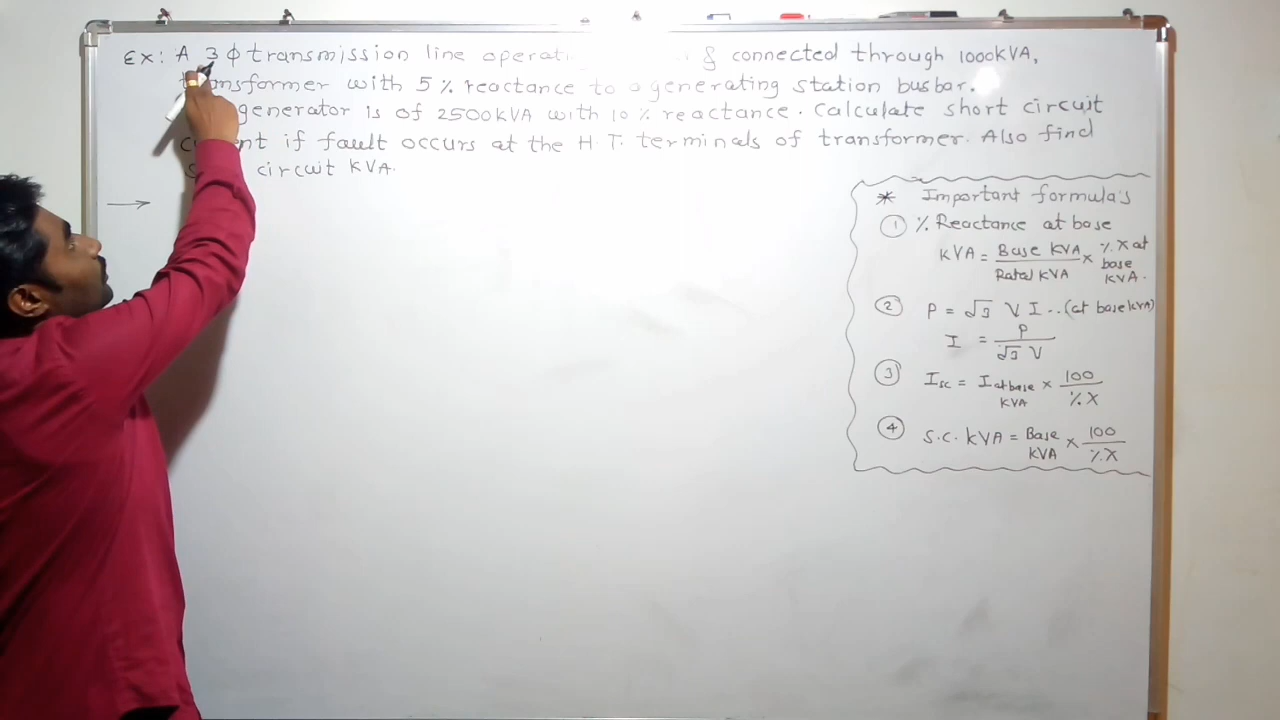 Ex: A 3 ϕ transmission line operati & connected through 1000kVA,
transformer with 5 % reactance to a generating station busbar.
generator is of 2500kVA with 10 % reactance. Calculate short circuit
if fault occurs at the H.T. terminals of transformer. Also find
circuit KVA.
→
* Important formula's
① % Reactance at base
KVA = Base KVA / Rated KVA × % X at base KVA.
② P = √3 V I .. (at base kVA)
I = P / √3 V
③ Isc = I at base KVA × 100 / % X
④ S.C. KVA = Base KVA × 100 / % X